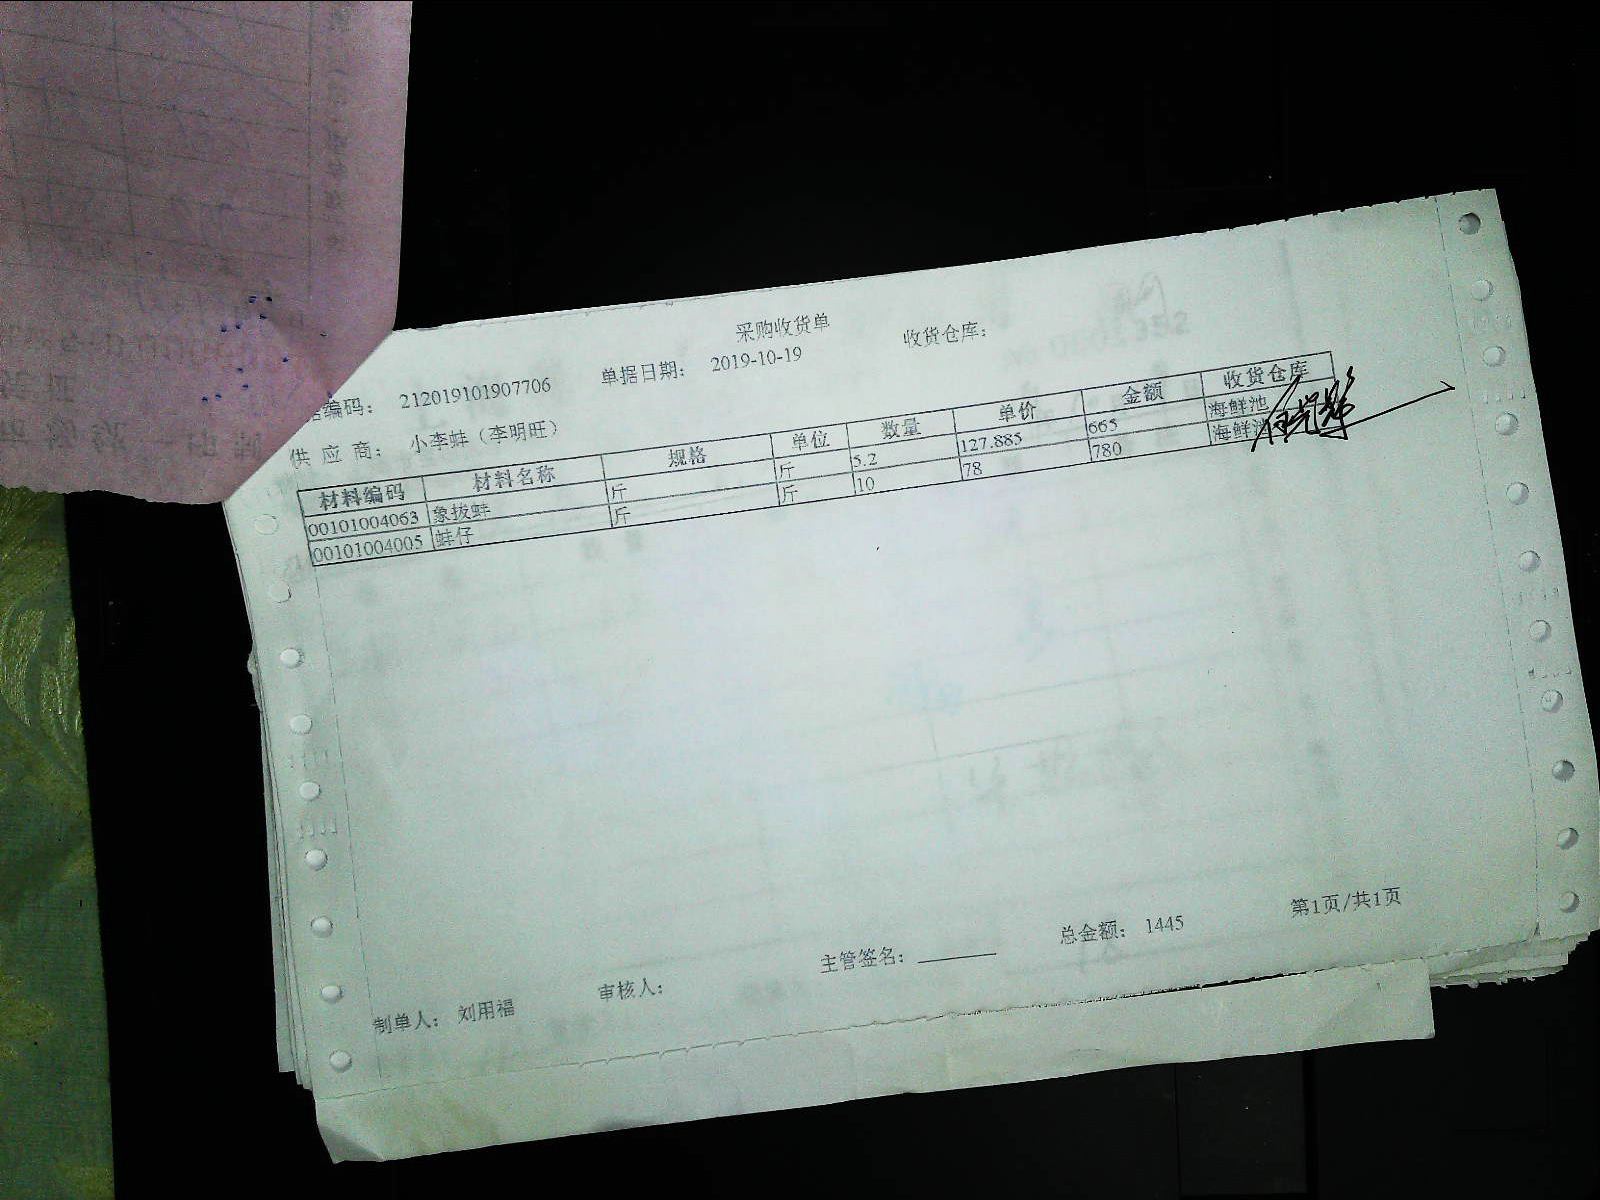 采购收货单
编码： 212019101907706 单据日期： 2019-10-19 收货仓库：
供 应 商： 小李蚌（李明旺）
材料编码 材料名称 规格 单位 数量 单价 金额 收货仓库
00101004063 象拔蚌 斤 斤 5.2 127.885 665 海鲜池
00101004005 蚌仔 斤 斤 10 78 780 海鲜
制单人： 刘用福 审核人： 主管签名： 总金额： 1445 第1页/共1页